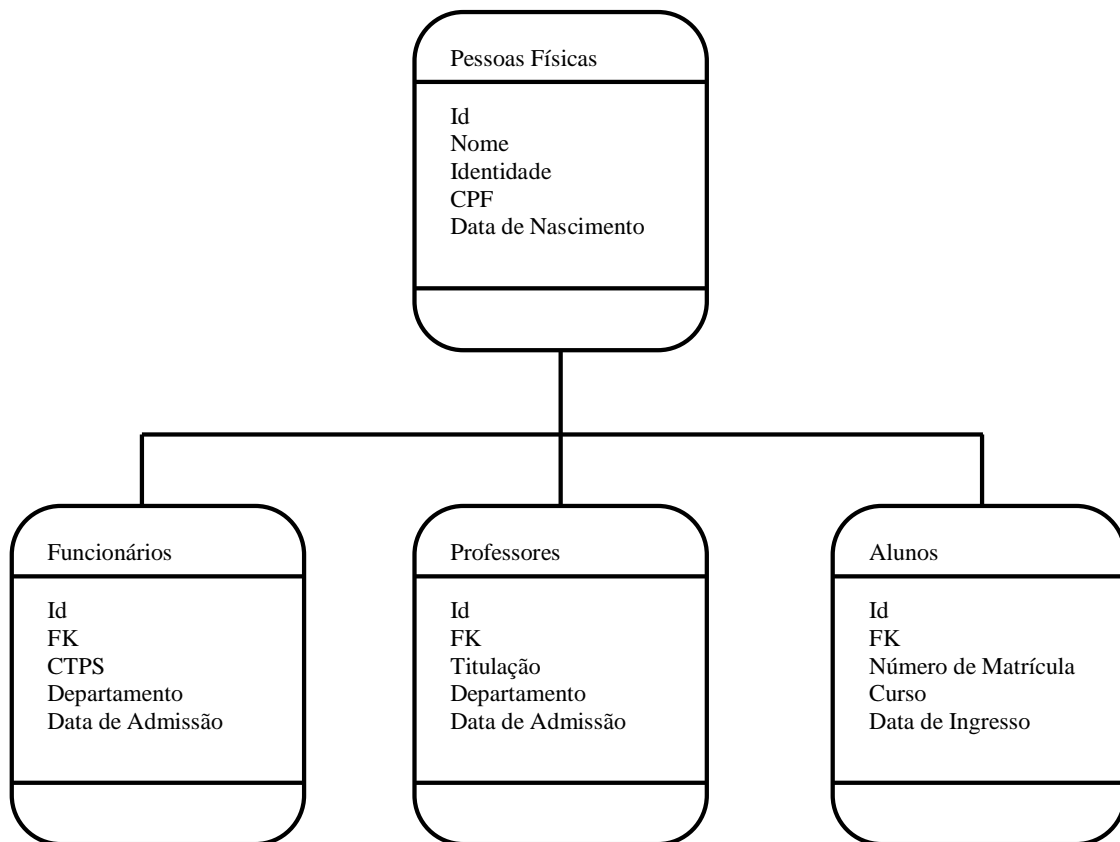 Pessoas Físicas
Id
Nome
Identidade
CPF
Data de Nascimento
Funcionários
Id
FK
CTPS
Departamento
Data de Admissão
Professores
Id
FK
Titulação
Departamento
Data de Admissão
Alunos
Id
FK
Número de Matrícula
Curso
Data de Ingresso